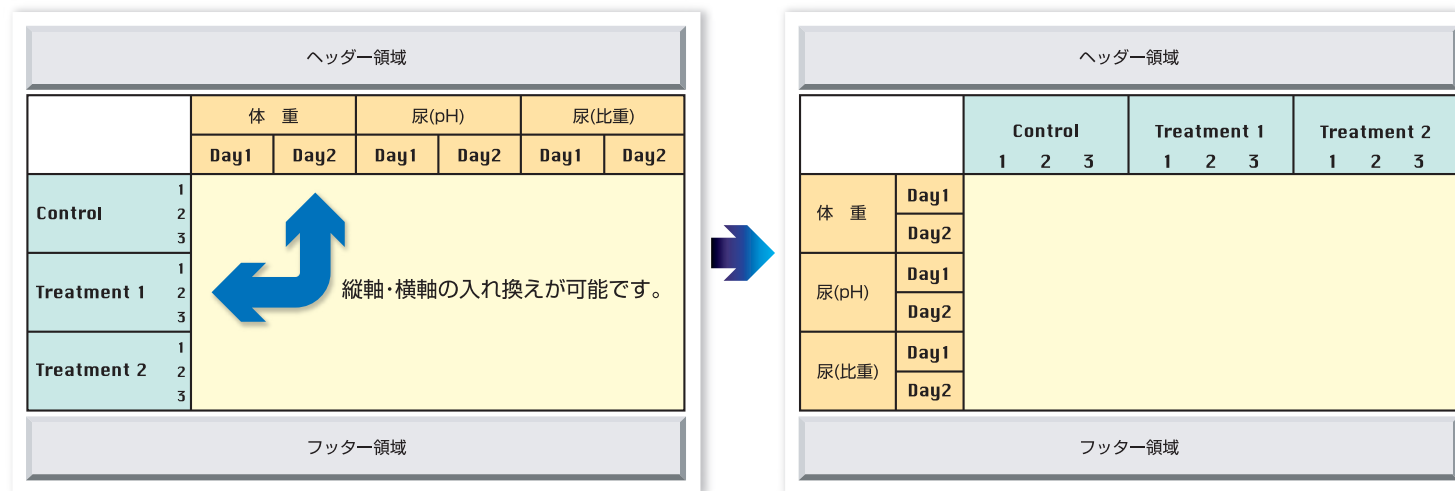 ヘッダー領域
体　重 尿(pH) 尿(比重)
Day1 Day2 Day1 Day2 Day1 Day2
Control 1 2 3
Treatment 1 1 2 3
Treatment 2 1 2 3
縦軸・横軸の入れ換えが可能です。
フッター領域
ヘッダー領域
Control Treatment 1 Treatment 2
1 2 3 1 2 3 1 2 3
体　重 Day1 Day2
尿(pH) Day1 Day2
尿(比重) Day1 Day2
フッター領域